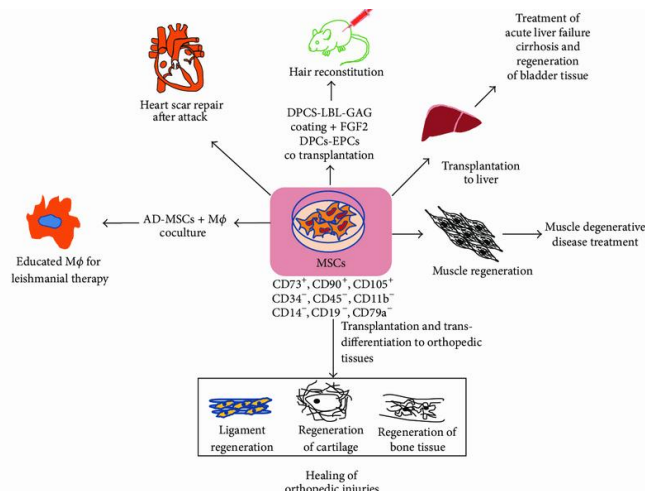 Treatment of
acute liver failure
cirrhosis and
regeneration
of bladder tissue
Hair reconstitution
Heart scar repair
after attack
DPCS-LBL-GAG
coating + FGF2
DPCs-EPCs
co transplantation
Transplantation
to liver
AD-MSCs + Mϕ
coculture
Educated Mϕ for
leishmanial therapy
MSCs
Muscle regeneration
Muscle degenerative
disease treatment
CD73⁺, CD90⁺, CD105⁺
CD34⁻, CD45⁻, CD11b⁻
CD14⁻, CD19⁻, CD79a⁻
Transplantation and trans-
differentiation to orthopedic
tissues
Ligament
regeneration
Regeneration
of cartilage
Regeneration of
bone tissue
Healing of
orthopedic injuries